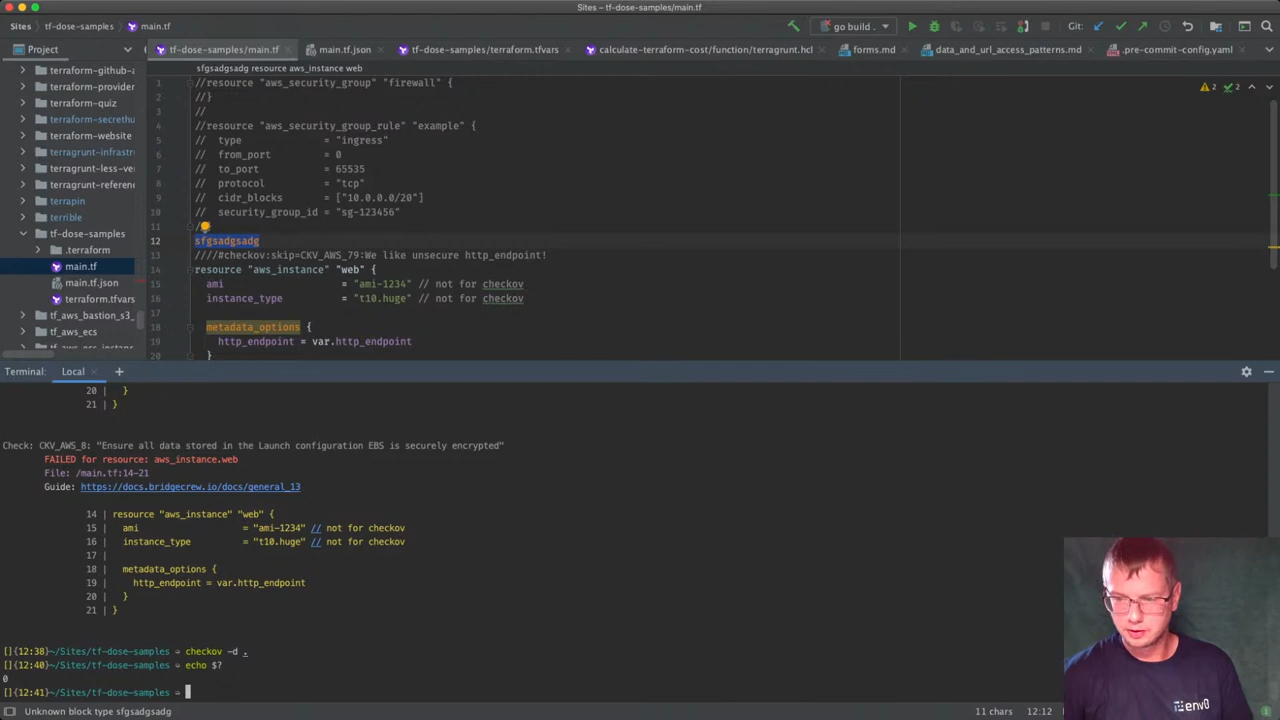 Sites – tf-dose-samples/main.tf
Sites
tf-dose-samples
main.tf
go build .
Git:
Project
tf-dose-samples/main.tf
main.tf.json
tf-dose-samples/terraform.tfvars
calculate-terraform-cost/function/terragrunt.hcl
forms.md
data_and_url_access_patterns.md
.pre-commit-config.yaml
sfgsadgsadg resource aws_instance web
terraform-github-a
terraform-provider
terraform-quiz
terraform-secrethu
terraform-website
terragrunt-infrastr
terragrunt-less-ver
terragrunt-reference
terrapin
terrible
tf-dose-samples
.terraform
main.tf
main.tf.json
terraform.tfvars
tf_aws_bastion_s3_
tf_aws_ecs
tf_aws_ecs_instanc
1 //resource "aws_security_group" "firewall" {
2 //}
3 //
4 //resource "aws_security_group_rule" "example" {
5 // type = "ingress"
6 // from_port = 0
7 // to_port = 65535
8 // protocol = "tcp"
9 // cidr_blocks = ["10.0.0.0/20"]
10 // security_group_id = "sg-123456"
11 /
12 sfgsadgsadg
13 ////#checkov:skip=CKV_AWS_79:We like unsecure http_endpoint!
14 resource "aws_instance" "web" {
15 ami = "ami-1234" // not for checkov
16 instance_type = "t10.huge" // not for checkov
17
18 metadata_options {
19 http_endpoint = var.http_endpoint
20 }
2 2
Terminal: Local
20 | }
21 | }
Check: CKV_AWS_8: "Ensure all data stored in the Launch configuration EBS is securely encrypted"
FAILED for resource: aws_instance.web
File: /main.tf:14-21
Guide: https://docs.bridgecrew.io/docs/general_13
14 | resource "aws_instance" "web" {
15 | ami = "ami-1234" // not for checkov
16 | instance_type = "t10.huge" // not for checkov
17 |
18 | metadata_options {
19 | http_endpoint = var.http_endpoint
20 | }
21 | }
[]{12:38}~/Sites/tf-dose-samples checkov -d .
[]{12:40}~/Sites/tf-dose-samples echo $?
0
[]{12:41}~/Sites/tf-dose-samples
Unknown block type sfgsadgsadg
11 chars 12:12
env0